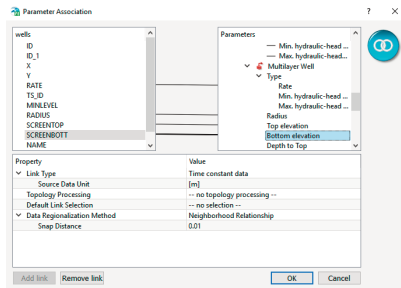 Parameter Association
?
×
wells
ID
ID_1
X
Y
RATE
TS_ID
MINLEVEL
RADIUS
SCREENTOP
SCREENBOTT
NAME
Parameters
Min. hydraulic-head ...
Max. hydraulic-head ...
Multilayer Well
Type
Rate
Min. hydraulic-head ...
Max. hydraulic-head ...
Radius
Top elevation
Bottom elevation
Depth to Top
Property Value
Link Type Time constant data
Source Data Unit [m]
Topology Processing -- no topology processing --
Default Link Selection -- no selection --
Data Regionalization Method Neighborhood Relationship
Snap Distance 0.01
Add link Remove link OK Cancel